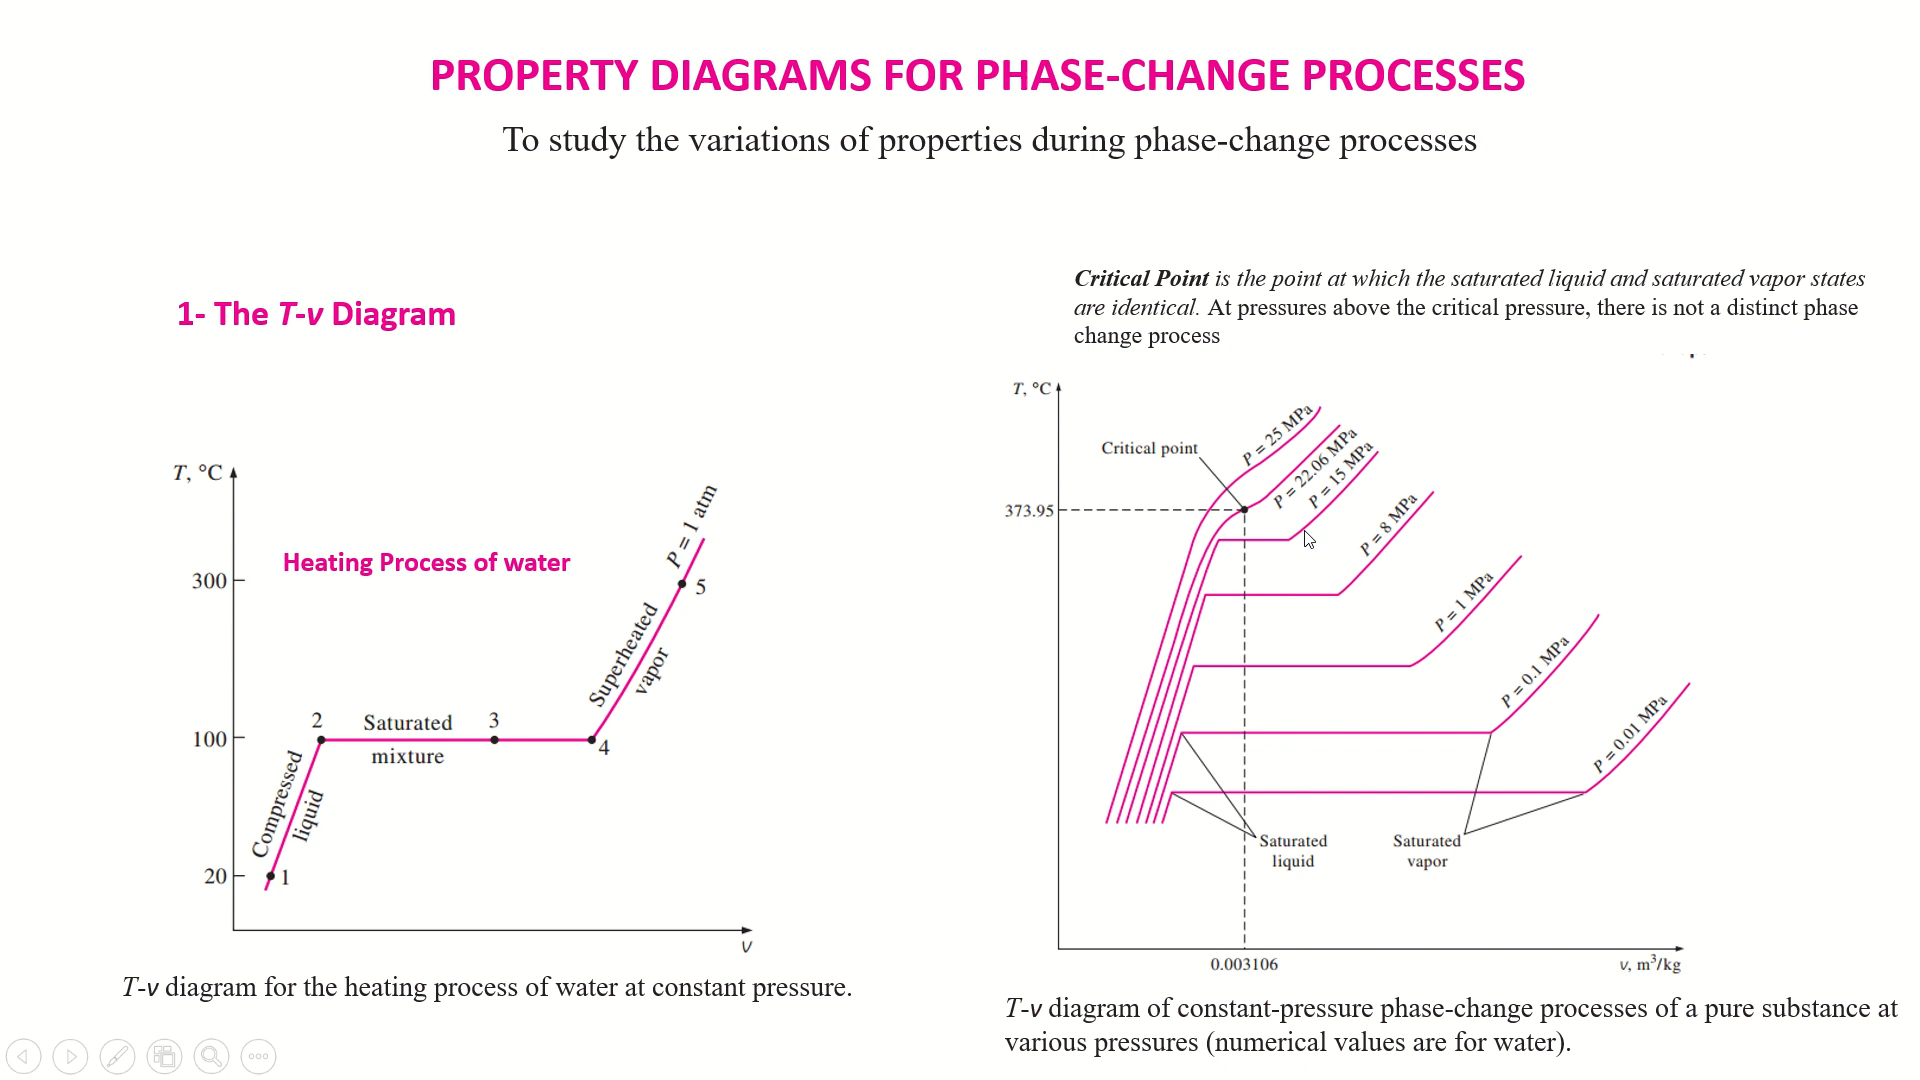 PROPERTY DIAGRAMS FOR PHASE-CHANGE PROCESSES
To study the variations of properties during phase-change processes
1- The T-v Diagram
T, °C
300
100
20
Heating Process of water
P = 1 atm
5
Superheated
vapor
2
Saturated
mixture
3
4
Compressed
liquid
1
v
T-v diagram for the heating process of water at constant pressure.
Critical Point is the point at which the saturated liquid and saturated vapor states
are identical. At pressures above the critical pressure, there is not a distinct phase
change process
T, °C
Critical point
373.95
P = 25 MPa
P = 22.06 MPa
P = 15 MPa
P = 8 MPa
P = 1 MPa
P = 0.1 MPa
P = 0.01 MPa
Saturated
liquid
Saturated
vapor
0.003106
v, m³/kg
T-v diagram of constant-pressure phase-change processes of a pure substance at
various pressures (numerical values are for water).